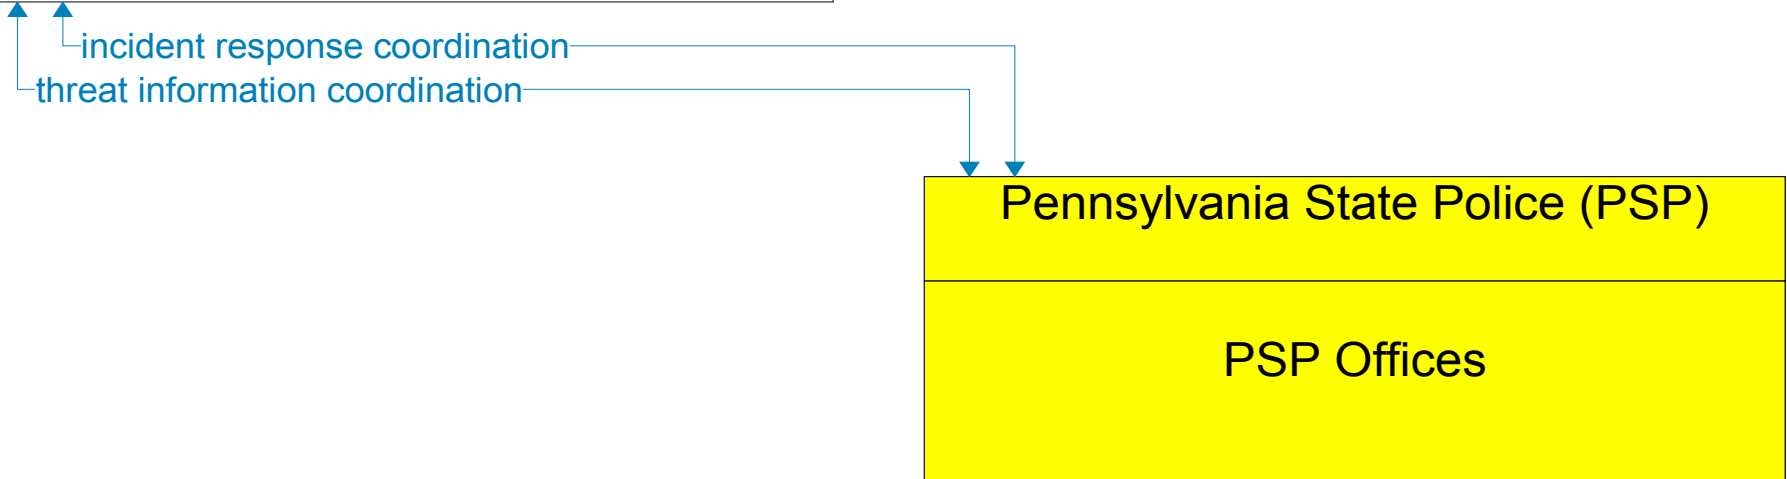 incident response coordination
threat information coordination
Pennsylvania State Police (PSP)
PSP Offices